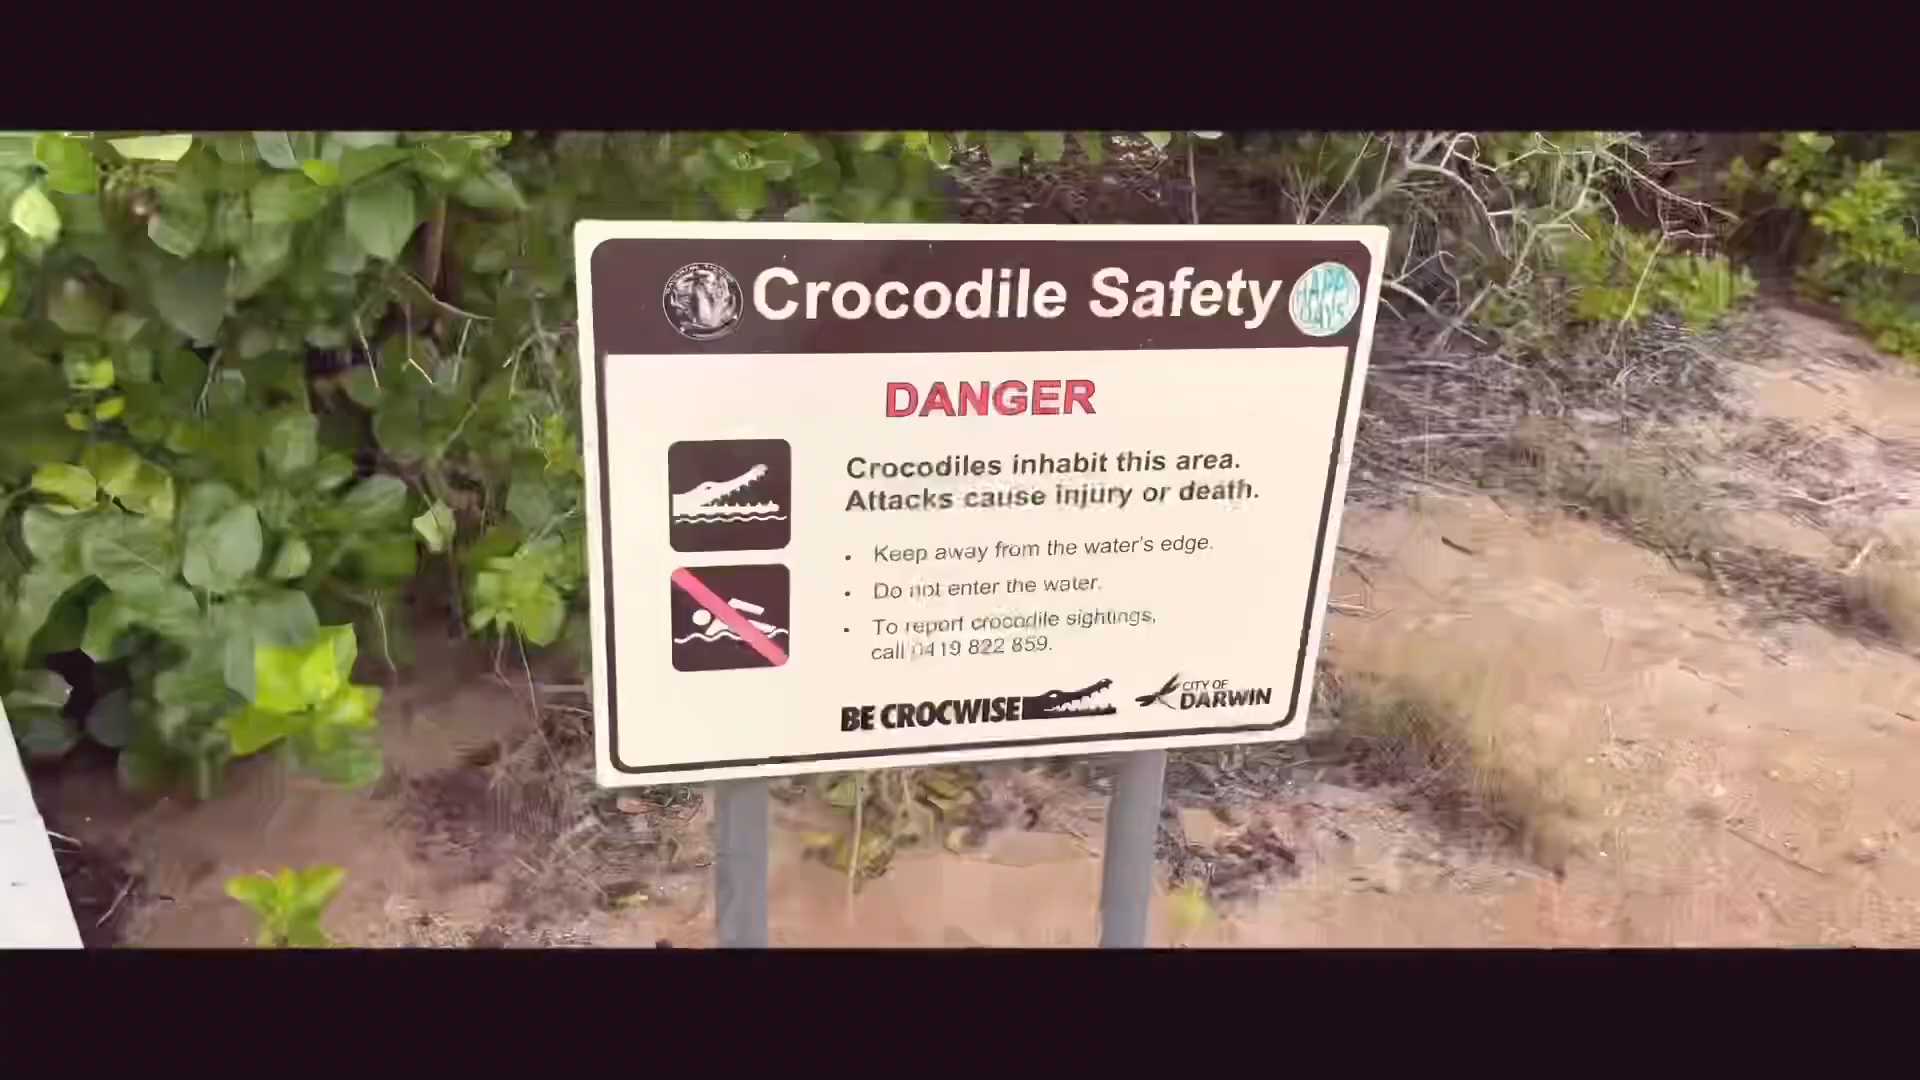 Crocodile Safety
DANGER
Crocodiles inhabit this area.
Attacks cause injury or death.
• Keep away from the water's edge.
• Do not enter the water.
• To report crocodile sightings,
call 0419 822 859.
BE CROCWISE
CITY OF
DARWIN